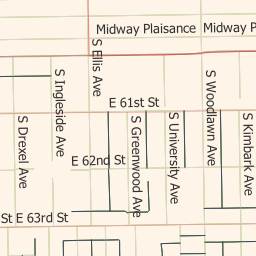 Midway Plaisance Midway P
S Ellis Ave
S Ingleside Ave
S Drexel Ave
E 61st St
S Greenwood Ave
S University Ave
S Woodlawn Ave
S Kimbark Ave
E 62nd St
St E 63rd St